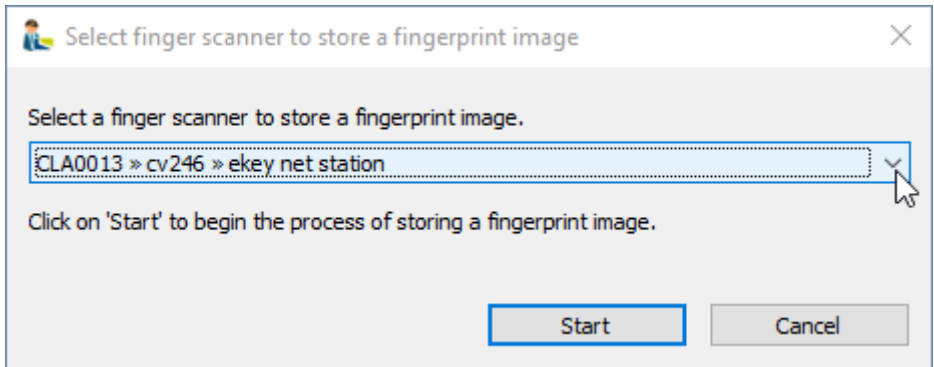 Select finger scanner to store a fingerprint image
Select a finger scanner to store a fingerprint image.
CLA0013 » cv246 » ekey net station
Click on 'Start' to begin the process of storing a fingerprint image.
Start Cancel